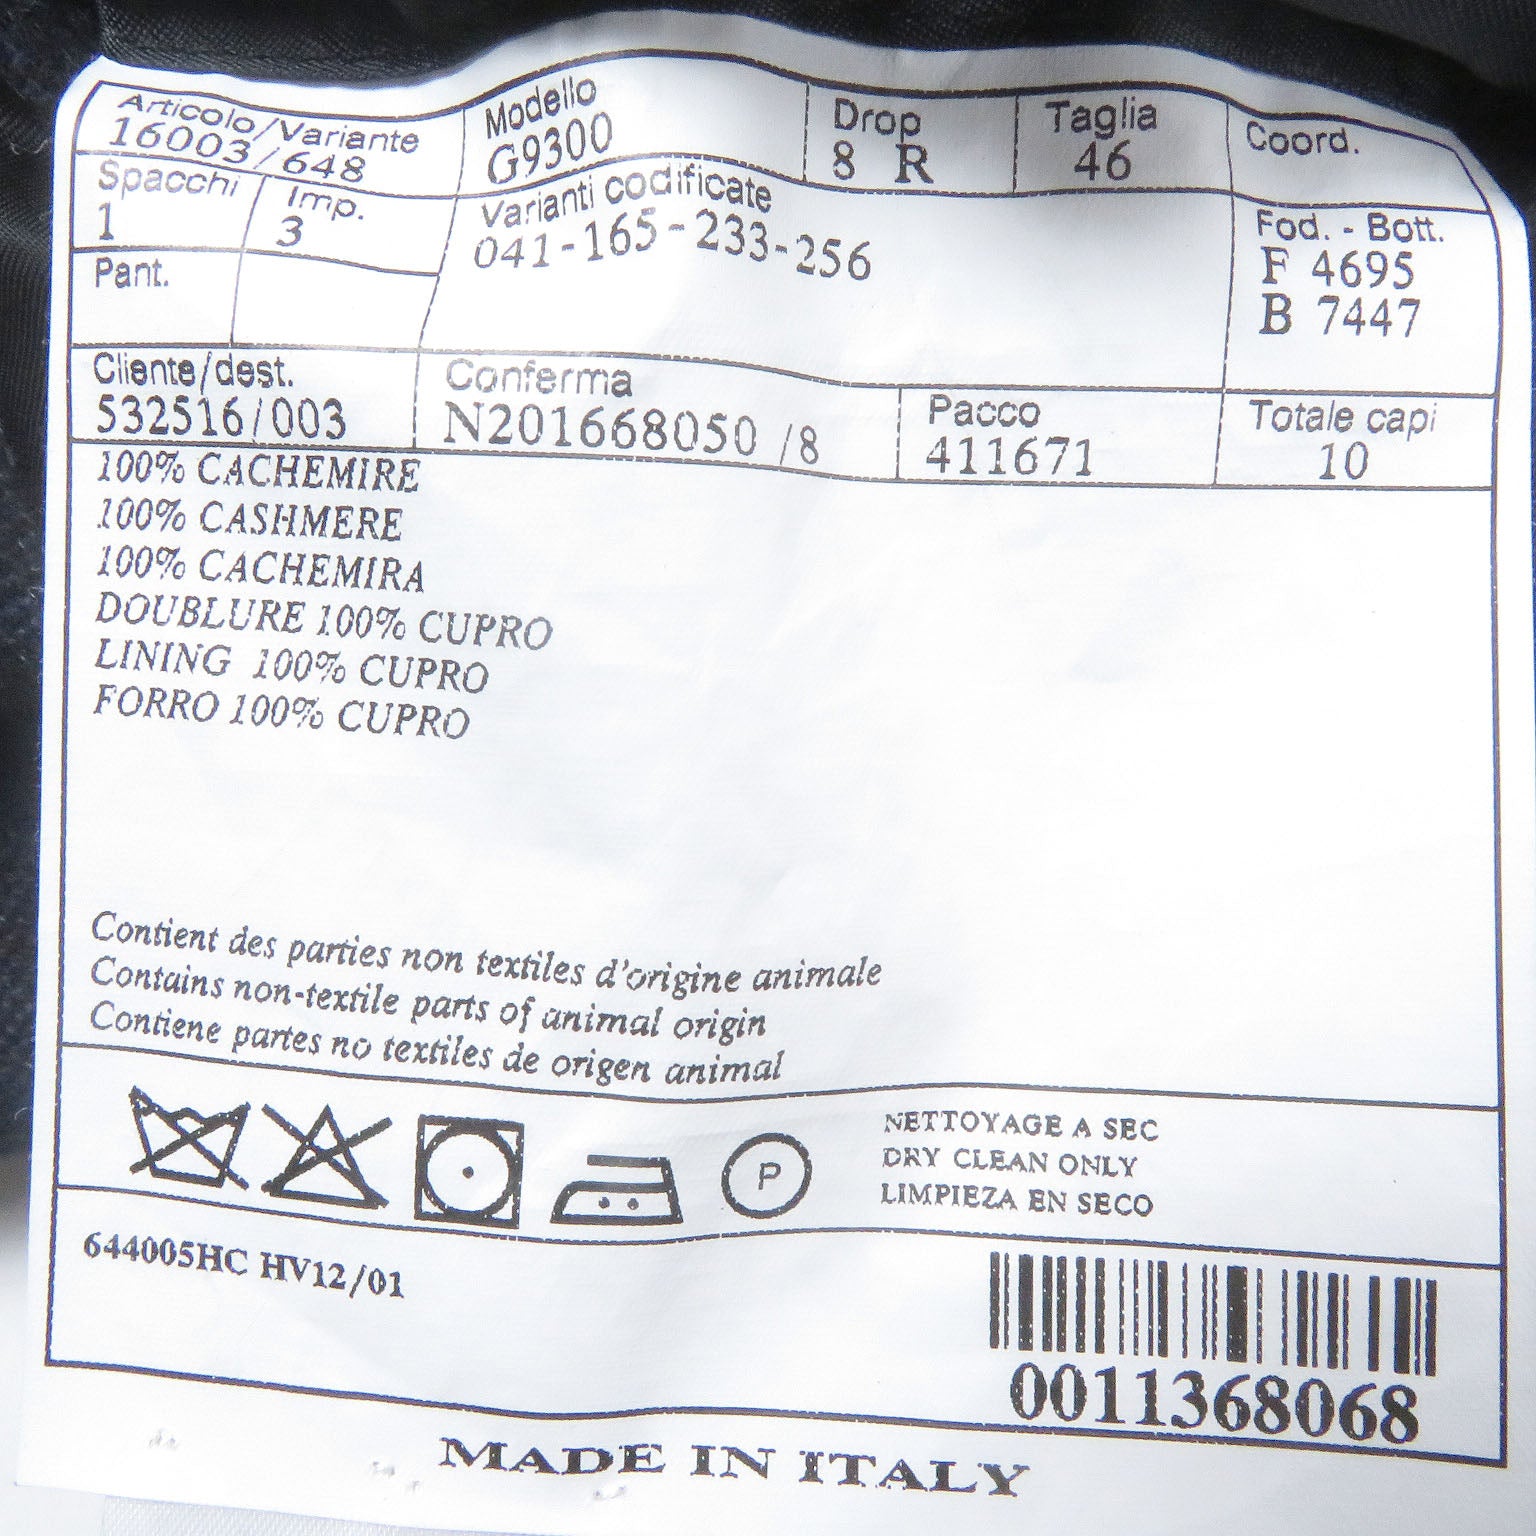 Articolo/Variante
16003/648
Modello
G9300
Drop
8 R
Taglia
46
Coord.
Spacchi
1
Imp.
3
Varianti codificate
041-165-233-256
Fod. - Bott.
F 4695
B 7447
Pant.
Cliente/dest.
532516/003
Conferma
N201668050 /8
Pacco
411671
Totale capi
10
100% CACHEMIRE
100% CASHMERE
100% CACHEMIRA
DOUBLURE 100% CUPRO
LINING 100% CUPRO
FORRO 100% CUPRO
Contient des parties non textiles d'origine animale
Contains non-textile parts of animal origin
Contiene partes no textiles de origen animal
P
NETTOYAGE A SEC
DRY CLEAN ONLY
LIMPIEZA EN SECO
644005HC HV12/01
0011368068
MADE IN ITALY